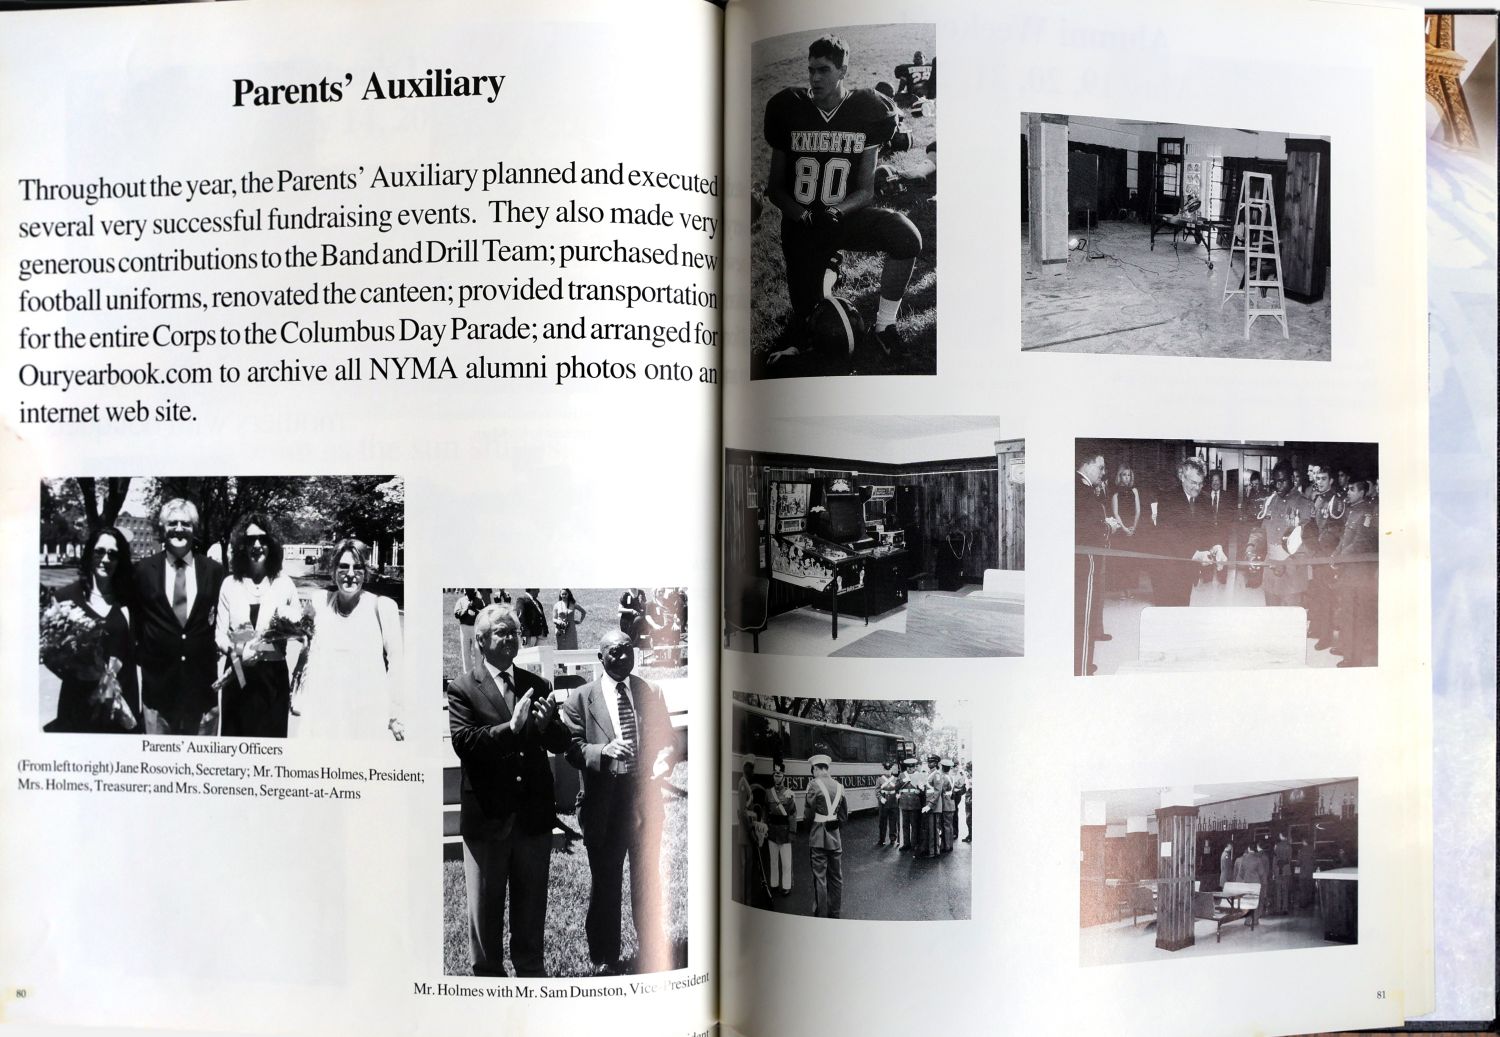 Parents' Auxiliary
Throughout the year, the Parents' Auxiliary planned and executed
several very successful fundraising events. They also made very
generous contributions to the Band and Drill Team; purchased new
football uniforms, renovated the canteen; provided transportation
for the entire Corps to the Columbus Day Parade; and arranged for
Ouryearbook.com to archive all NYMA alumni photos onto an
internet web site.
Parents' Auxiliary Officers
(From left to right) Jane Rosovich, Secretary; Mr. Thomas Holmes, President;
Mrs. Holmes, Treasurer; and Mrs. Sorensen, Sergeant-at-Arms
Mr. Holmes with Mr. Sam Dunston, Vice-President
80
KNIGHTS
80
TOURS
81